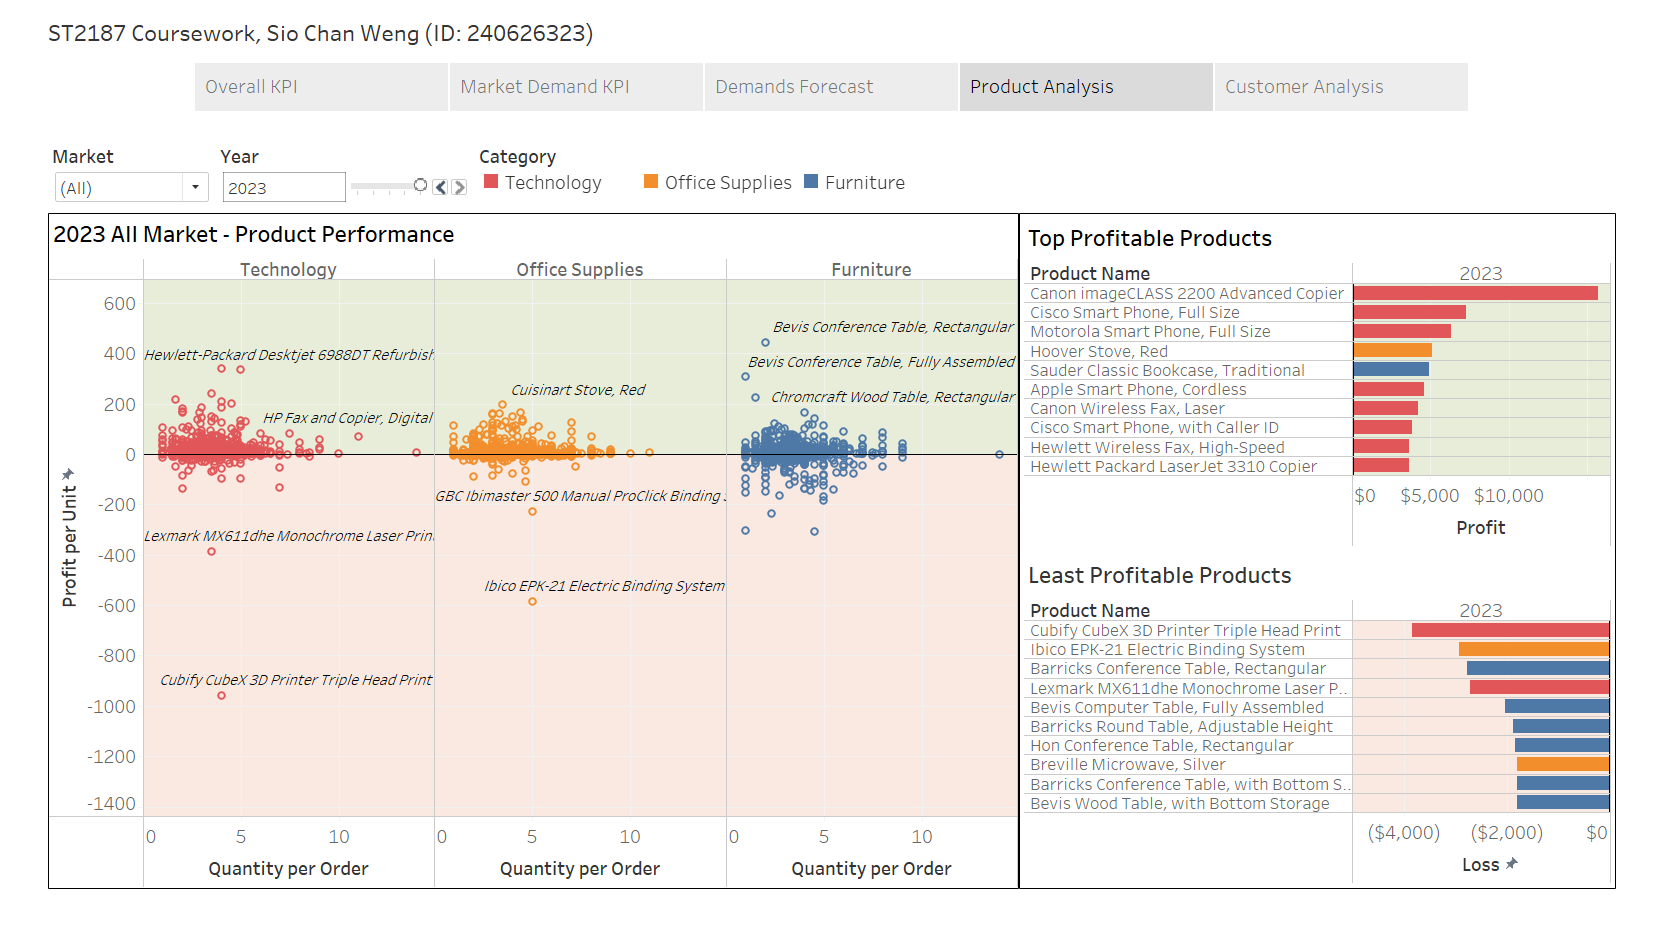 ST2187 Coursework, Sio Chan Weng (ID: 240626323)
Overall KPI
Market Demand KPI
Demands Forecast
Product Analysis
Customer Analysis
Market
Year
Category
(All)
2023
Technology
Office Supplies
Furniture
2023 All Market - Product Performance
Technology
Office Supplies
Furniture
600
400
200
0
-200
-400
-600
-800
-1000
-1200
-1400
Profit per Unit
Bevis Conference Table, Rectangular
Hewlett-Packard Deskjet 6988DT Refurbish
Bevis Conference Table, Fully Assembled
Cuisinart Stove, Red
Chromcraft Wood Table, Rectangular
HP Fax and Copier, Digital
GBC Ibimaster 500 Manual ProClick Binding
Lexmark MX611dhe Monochrome Laser Prin
Ibico EPK-21 Electric Binding System
Cubify CubeX 3D Printer Triple Head Print
0 5 10
0 5 10
0 5 10
Quantity per Order
Quantity per Order
Quantity per Order
Top Profitable Products
Product Name 2023
Canon imageCLASS 2200 Advanced Copier
Cisco Smart Phone, Full Size
Motorola Smart Phone, Full Size
Hoover Stove, Red
Sauder Classic Bookcase, Traditional
Apple Smart Phone, Cordless
Canon Wireless Fax, Laser
Cisco Smart Phone, with Caller ID
Hewlett Wireless Fax, High-Speed
Hewlett Packard LaserJet 3310 Copier
$0 $5,000 $10,000
Profit
Least Profitable Products
Product Name 2023
Cubify CubeX 3D Printer Triple Head Print
Ibico EPK-21 Electric Binding System
Barricks Conference Table, Rectangular
Lexmark MX611dhe Monochrome Laser P..
Bevis Computer Table, Fully Assembled
Barricks Round Table, Adjustable Height
Hon Conference Table, Rectangular
Breville Microwave, Silver
Barricks Conference Table, with Bottom S..
Bevis Wood Table, with Bottom Storage
($4,000) ($2,000) $0
Loss